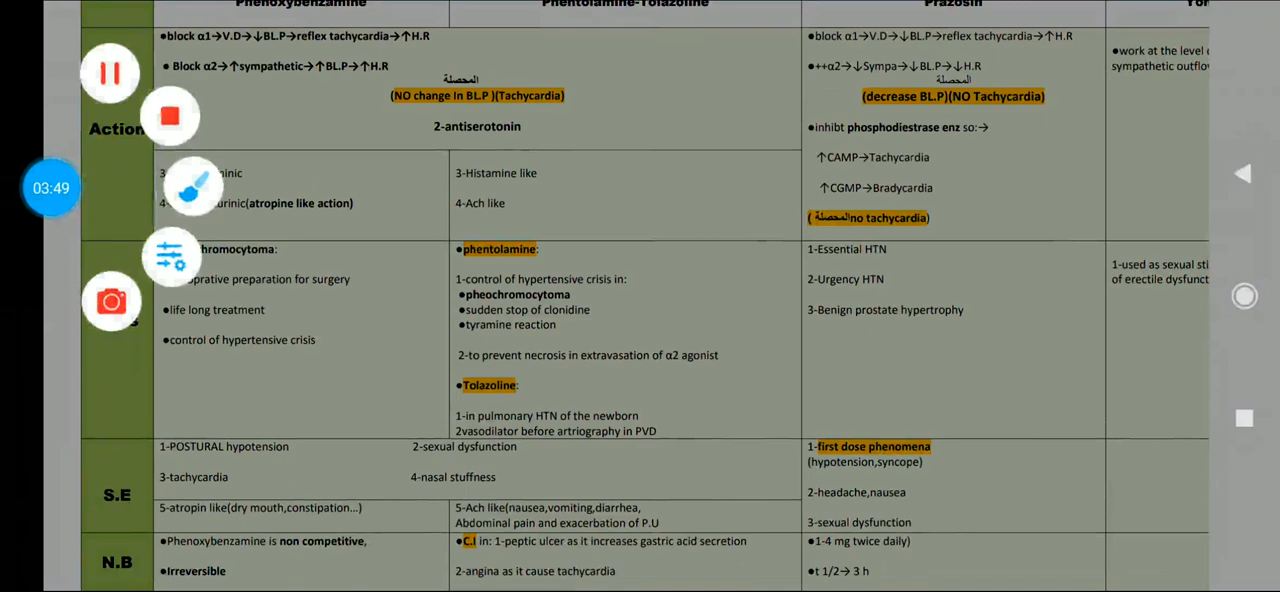 Phenoxybenzamine
Phentolamine-Tolazoline
Prazosin
Action
●block α1→V.D→↓BL.P→reflex tachycardia→↑H.R
● Block α2→↑sympathetic→↑BL.P→↑H.R
المحصلة
(NO change In BL.P )(Tachycardia)
2-antiserotonin
3-Histamine like
4-Ach like
(atropine like action)
●block α1→V.D→↓BL.P→reflex tachycardia→↑H.R
●++α2→↓Sympa→↓BL.P→↓H.R
المحصلة
(decrease BL.P)(NO Tachycardia)
●inhibt phosphodiestrase enz so:→
↑CAMP→Tachycardia
↑CGMP→Bradycardia
( المحصلةno tachycardia)
●work at the level
sympathetic outflo
03:49
hromocytoma:
prative preparation for surgery
●life long treatment
●control of hypertensive crisis
●phentolamine:
1-control of hypertensive crisis in:
●pheochromocytoma
●sudden stop of clonidine
●tyramine reaction
2-to prevent necrosis in extravasation of α2 agonist
●Tolazoline:
1-in pulmonary HTN of the newborn
2vasodilator before artriography in PVD
1-Essential HTN
2-Urgency HTN
3-Benign prostate hypertrophy
1-used as sexual sti
of erectile dysfunct
S.E
1-POSTURAL hypotension 2-sexual dysfunction
3-tachycardia 4-nasal stuffness
5-atropin like(dry mouth,constipation...)
5-Ach like(nausea,vomiting,diarrhea,
Abdominal pain and exacerbation of P.U
1-first dose phenomena
(hypotension,syncope)
2-headache,nausea
3-sexual dysfunction
N.B
●Phenoxybenzamine is non competitive,
●Irreversible
●C.I in: 1-peptic ulcer as it increases gastric acid secretion
2-angina as it cause tachycardia
●1-4 mg twice daily)
●t 1/2→ 3 h